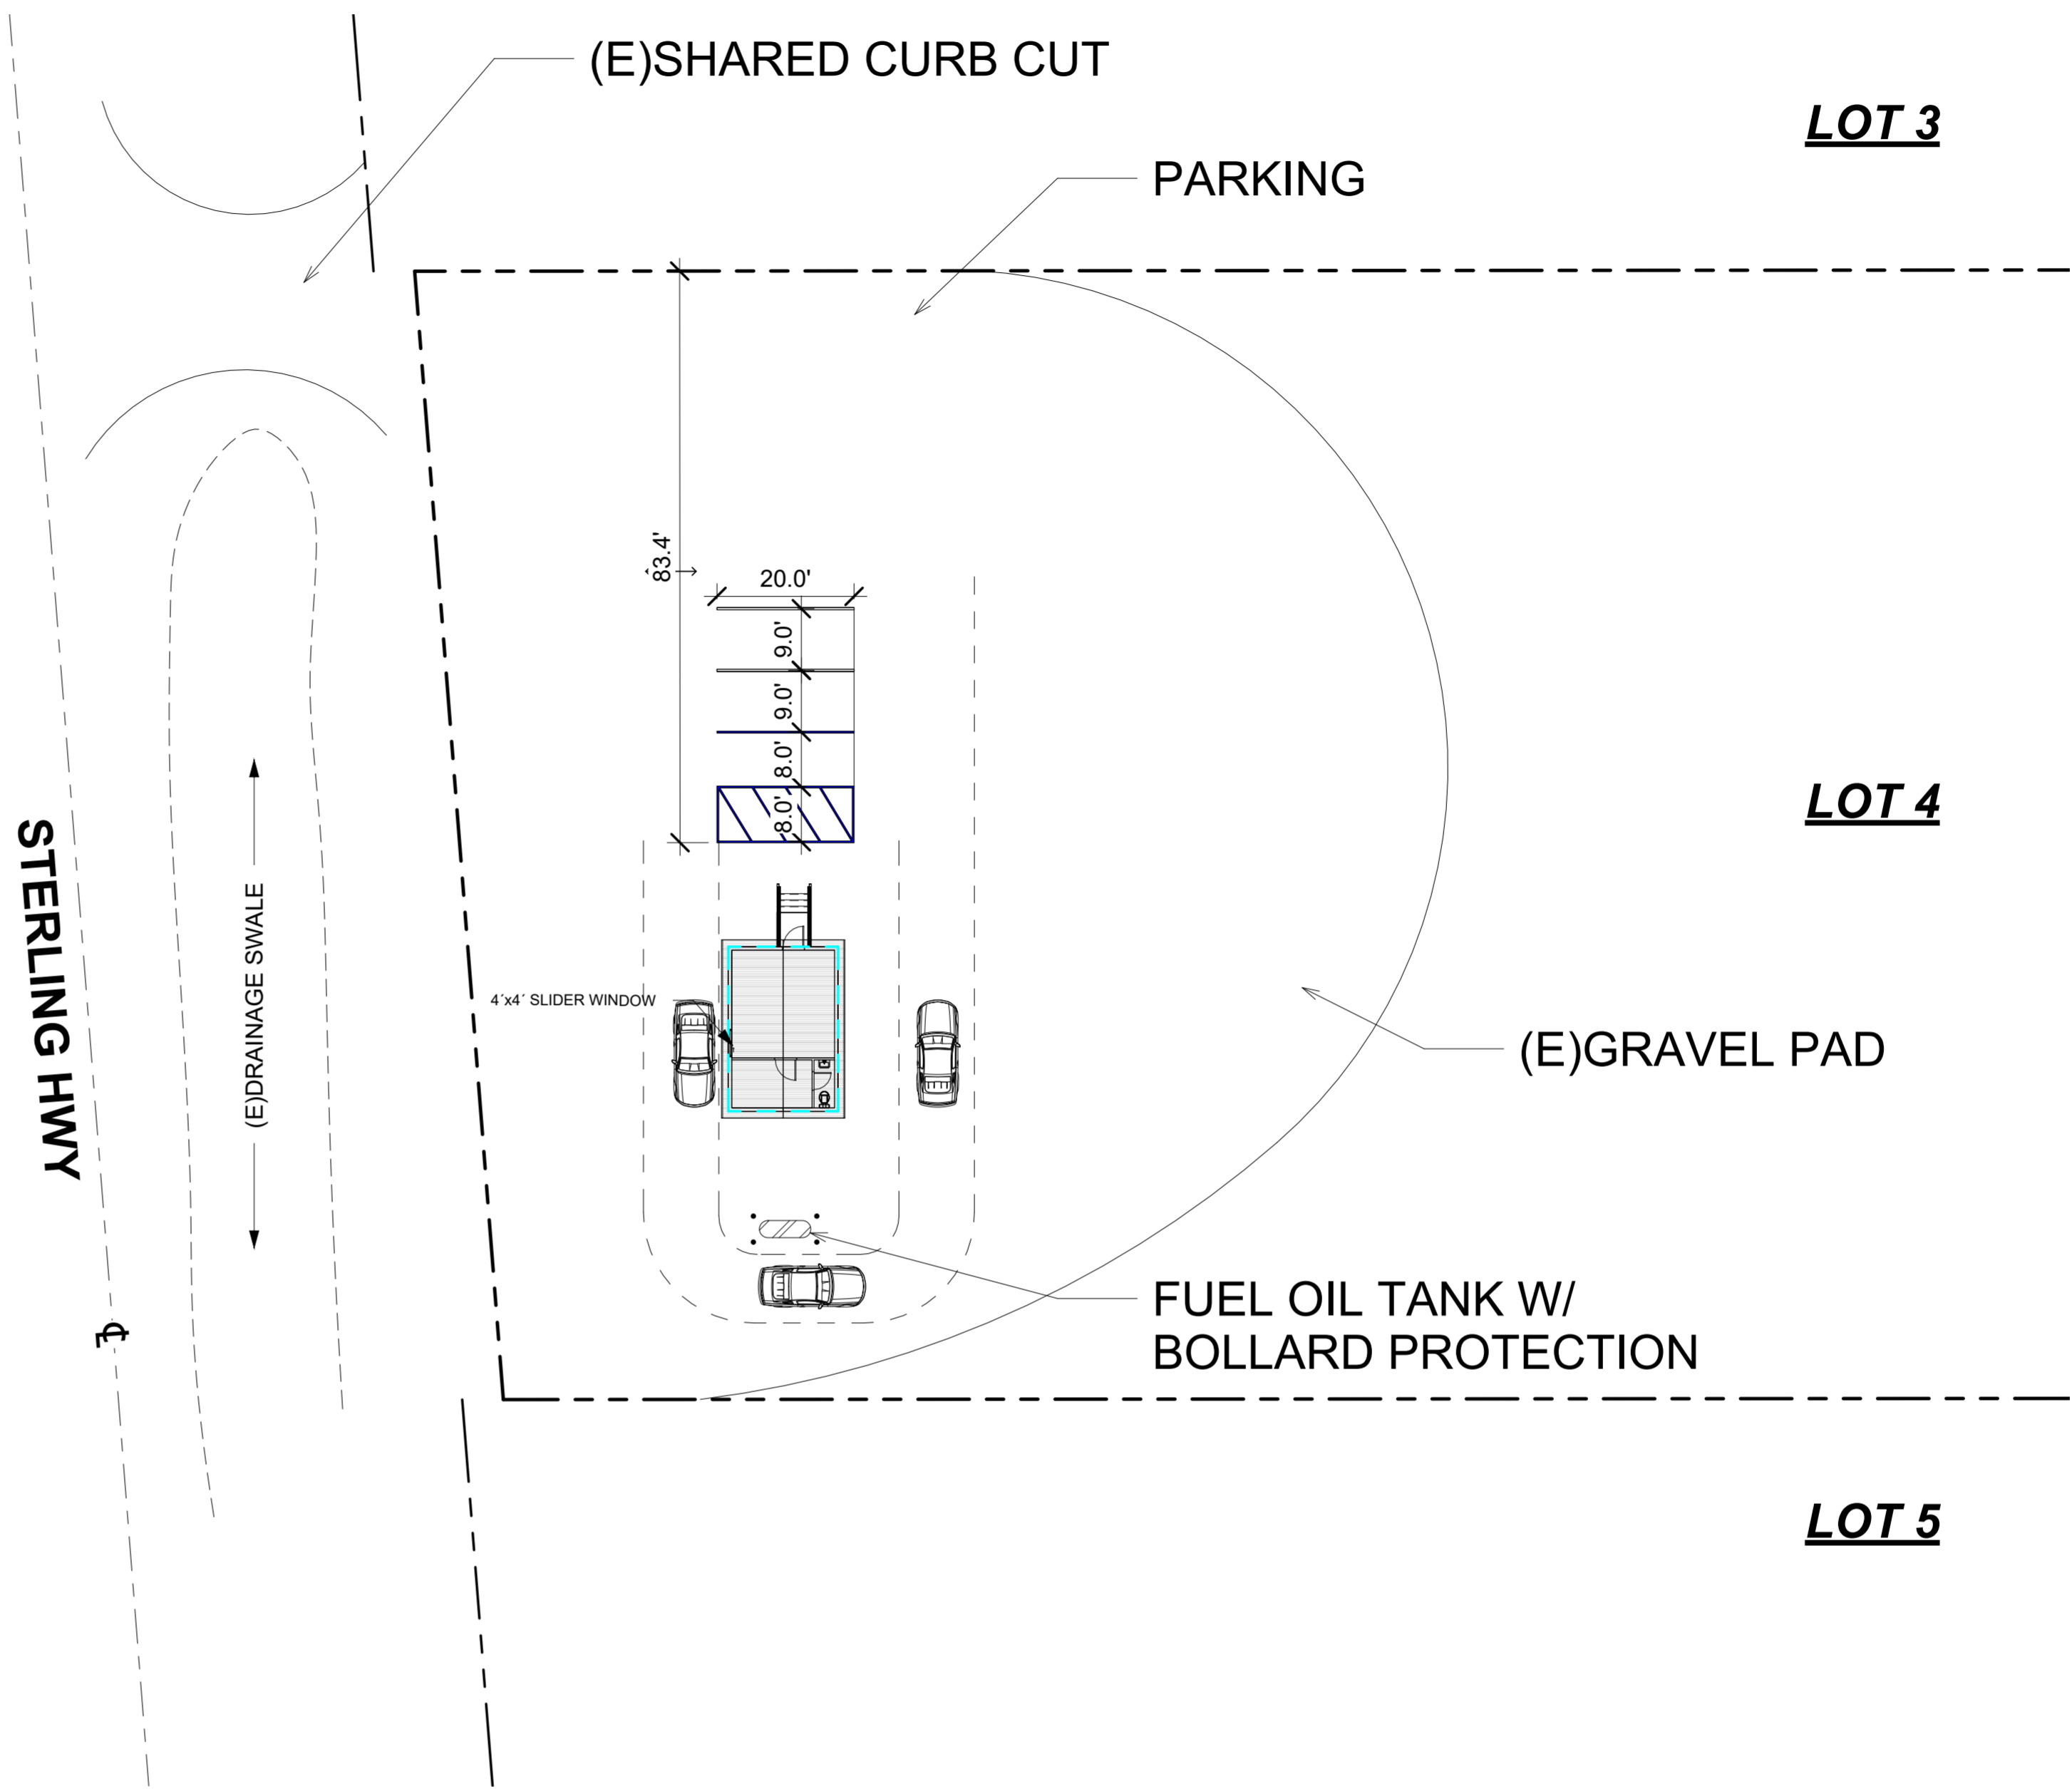 (E)SHARED CURB CUT
LOT 3
PARKING
83.4'
20.0'
9.0'
9.0'
8.0'
8.0'
LOT 4
STERLING HWY
(E)DRAINAGE SWALE
4´x4´ SLIDER WINDOW
(E)GRAVEL PAD
FUEL OIL TANK W/
BOLLARD PROTECTION
℄
LOT 5